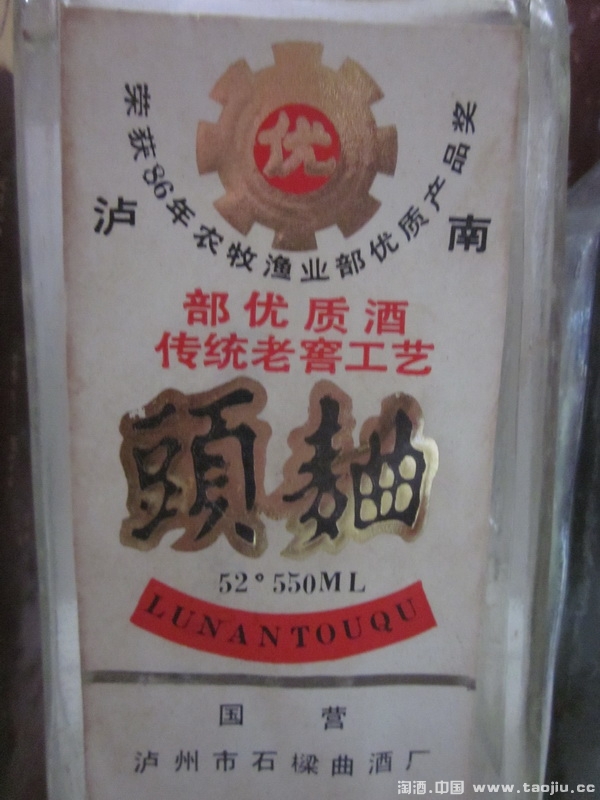 优
荣获'86年农牧渔业部优质产品奖
泸 南
部优质酒
传统老窖工艺
頭麯
52° 550ML
LUNANTOUQU
国 营
泸州市石樑曲酒厂
淘酒.中国 www.taojiu.cc